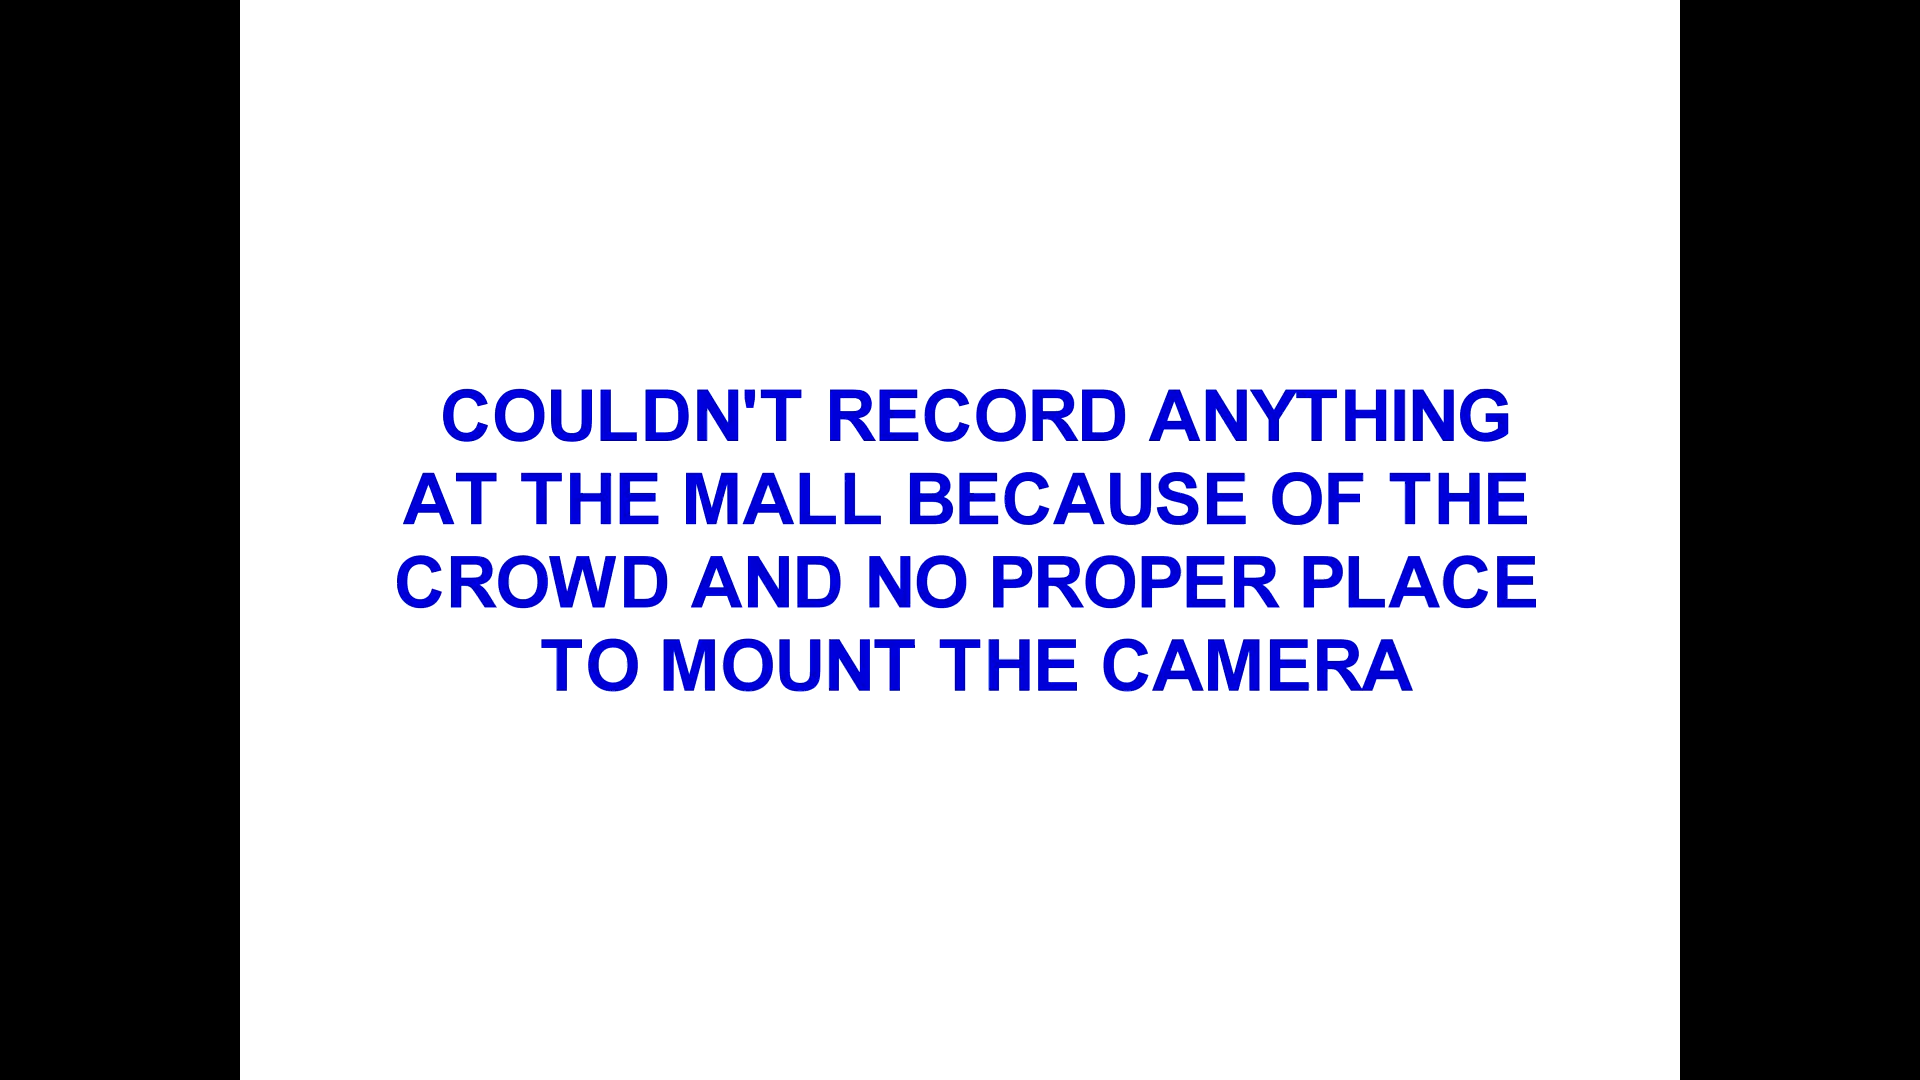 COULDN'T RECORD ANYTHING
AT THE MALL BECAUSE OF THE
CROWD AND NO PROPER PLACE
TO MOUNT THE CAMERA